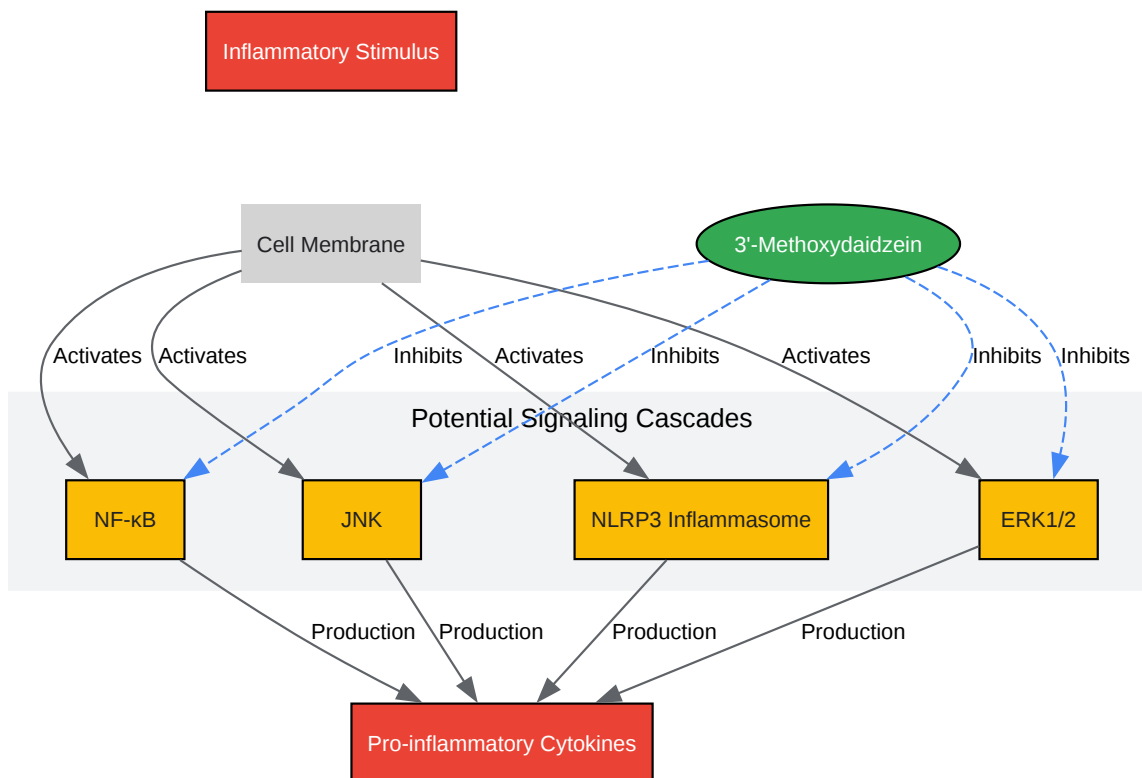 Inflammatory Stimulus
Cell Membrane
3'-Methoxydaidzein
Activates
Activates
Inhibits
Activates
Inhibits
Activates
Inhibits
Inhibits
Potential Signaling Cascades
NF-κB
JNK
NLRP3 Inflammasome
ERK1/2
Production
Production
Production
Production
Pro-inflammatory Cytokines